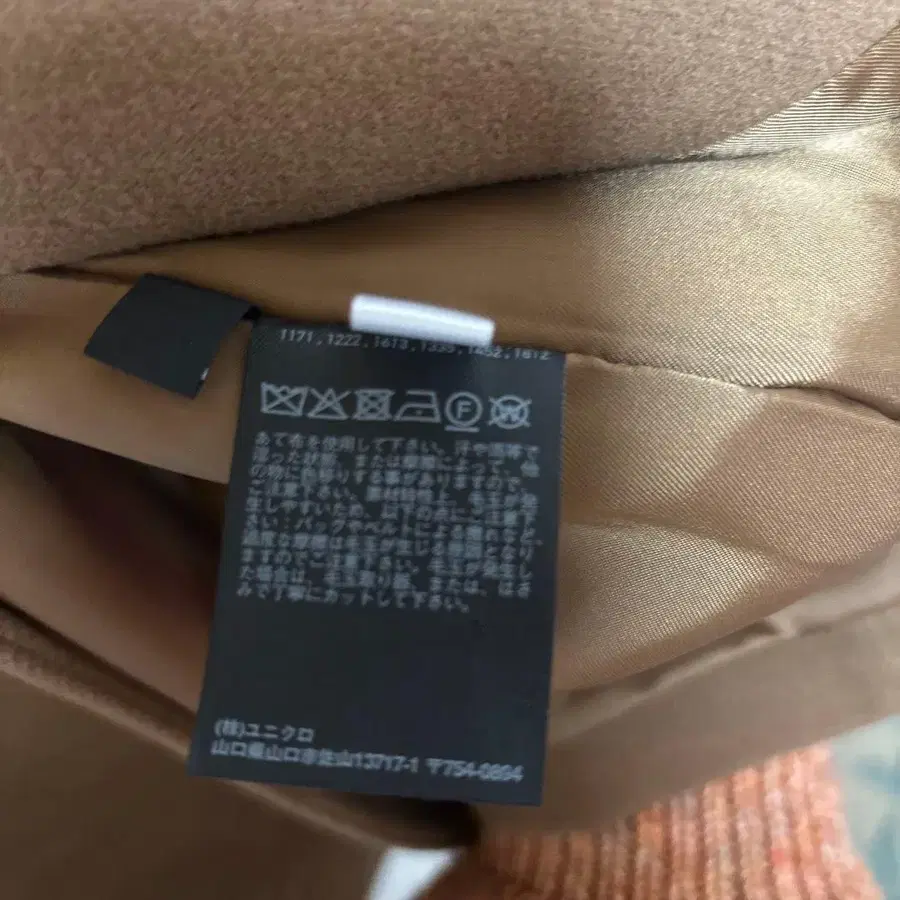 1171,1222,1613,1335,1452,1612
F W
あて布を使用して下さい。汗や雨等で
湿った状態、または摩擦によって、他
の物に色移りする事がありますので、
ご注意下さい。素材特性上、毛玉が発
生しやすいため、以下の点にご注意下
さい:バッグやベルトによる擦れなど、
過度な摩擦は毛玉が生じる原因となり
ますのでご注意下さい。毛玉が発生し
た場合は、毛玉取り器、または、はさ
みで丁寧にカットして下さい。
(株)ユニクロ
山口県山口市佐山13717-1 〒754-0894